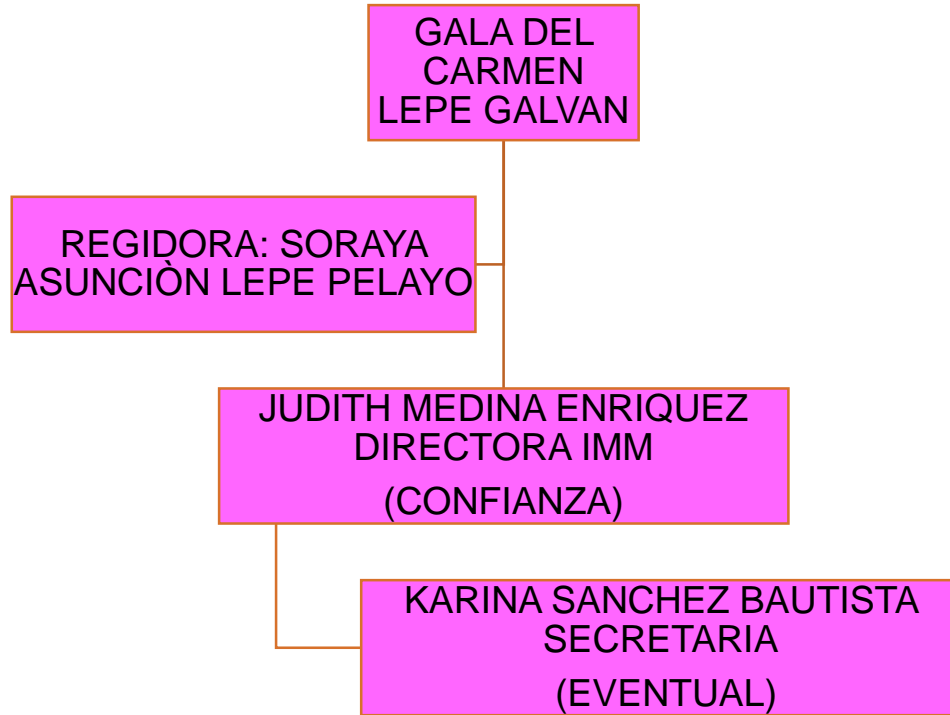 GALA DEL
CARMEN
LEPE GALVAN
REGIDORA: SORAYA
ASUNCIÒN LEPE PELAYO
JUDITH MEDINA ENRIQUEZ
DIRECTORA IMM
(CONFIANZA)
KARINA SANCHEZ BAUTISTA
SECRETARIA
(EVENTUAL)